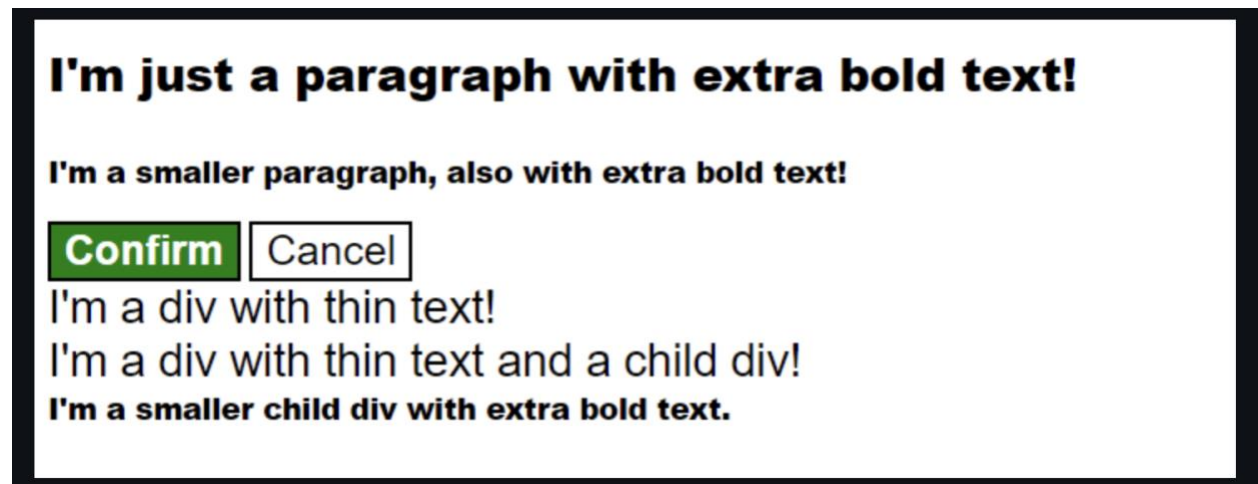 I'm just a paragraph with extra bold text!
I'm a smaller paragraph, also with extra bold text!
Confirm Cancel
I'm a div with thin text!
I'm a div with thin text and a child div!
I'm a smaller child div with extra bold text.